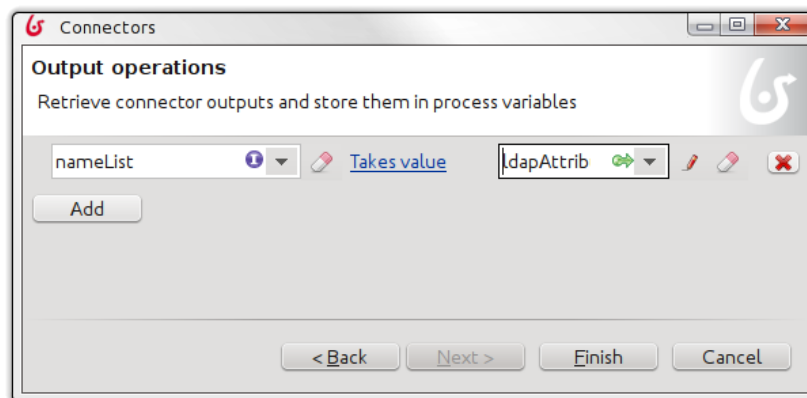 Connectors
Output operations
Retrieve connector outputs and store them in process variables
nameList Takes value ldapAttrib
Add
< Back Next > Finish Cancel